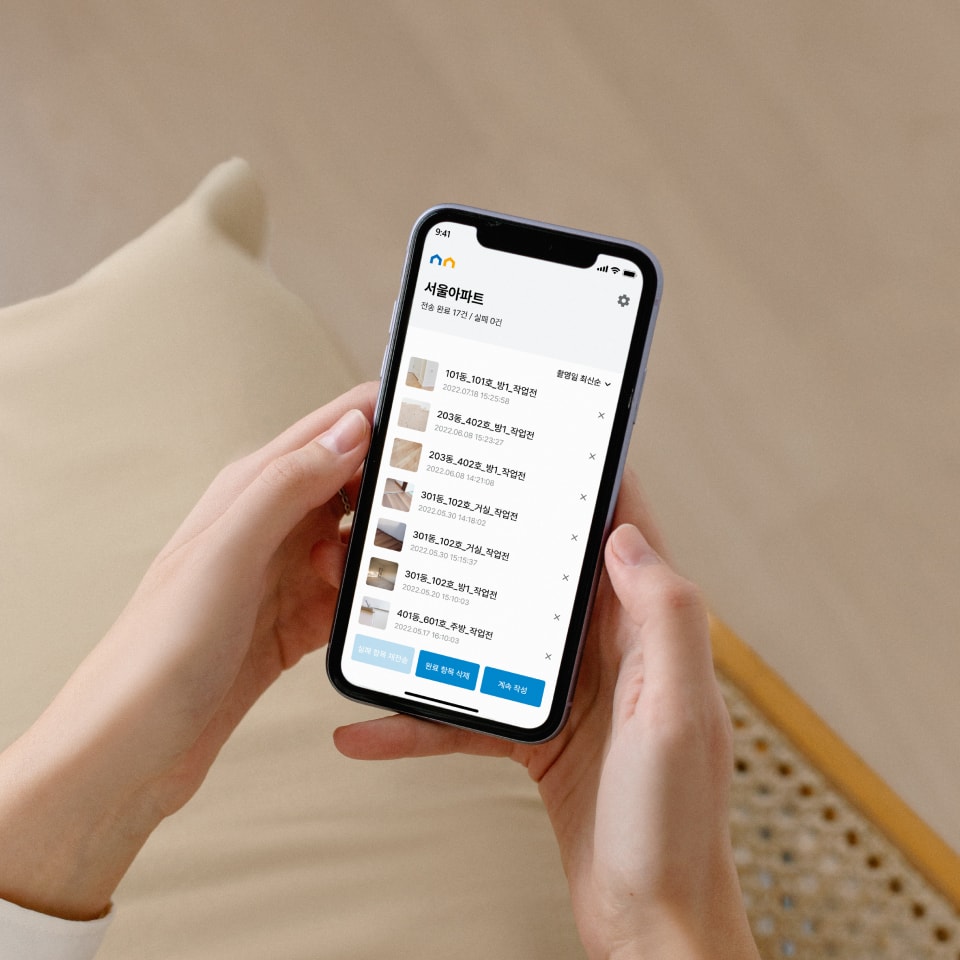 9:41
서울아파트
전송 완료 17건 / 실패 0건
촬영일 최신순
101동_101호_방1_작업전
2022.07.18 15:25:58
203동_402호_방1_작업전
2022.06.08 15:23:27
203동_402호_방1_작업전
2022.06.08 14:21:08
301동_102호_거실_작업전
2022.05.30 14:18:02
301동_102호_거실_작업전
2022.05.30 15:15:37
301동_102호_방1_작업전
2022.05.20 15:10:03
401동_601호_주방_작업전
2022.05.17 16:10:03
실패 항목 재전송
완료 항목 삭제
계속 작성